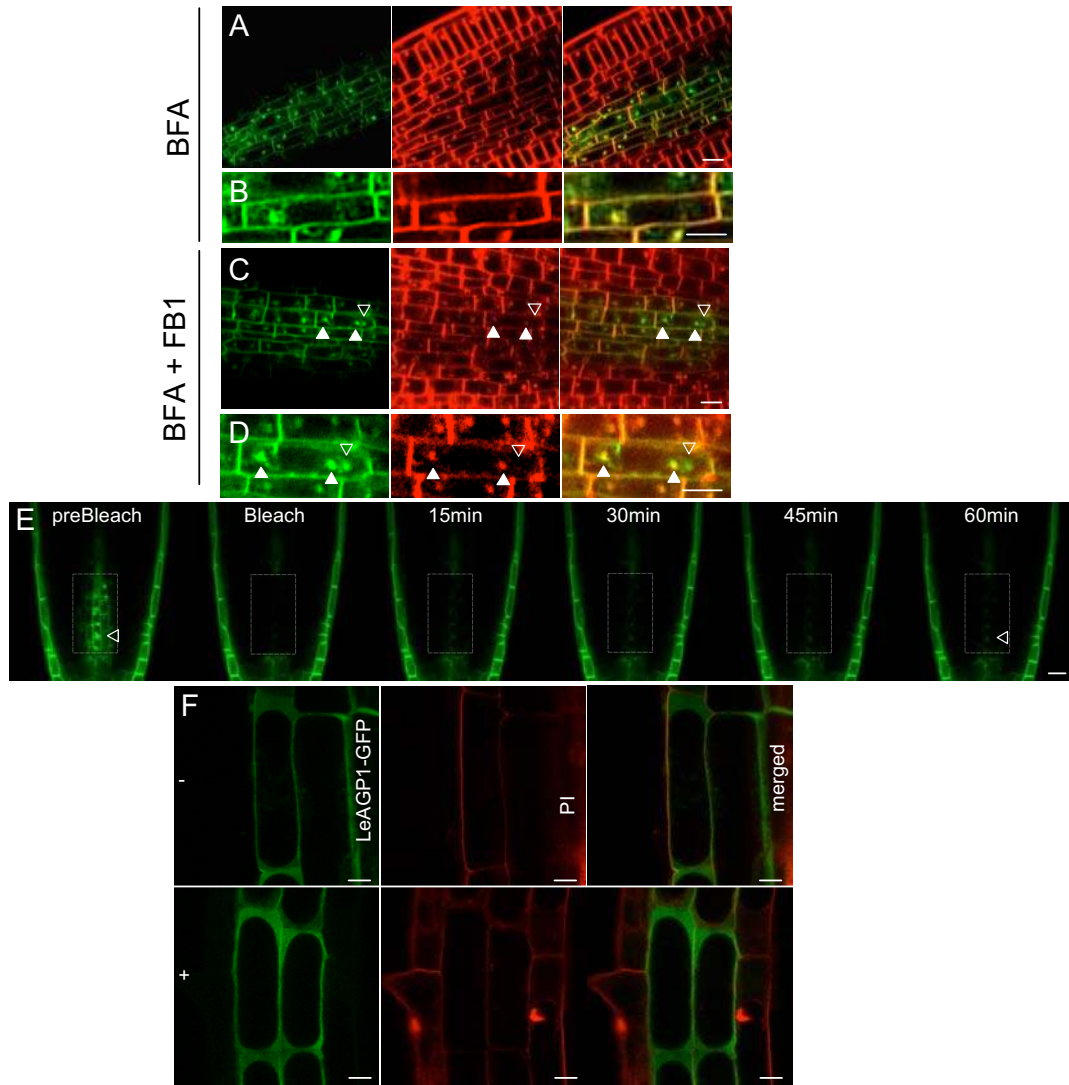 BFA
A
B
BFA + FB1
C
D
E
preBleach
Bleach
15min
30min
45min
60min
F
-
LeAGP1-GFP
PI
merged
+